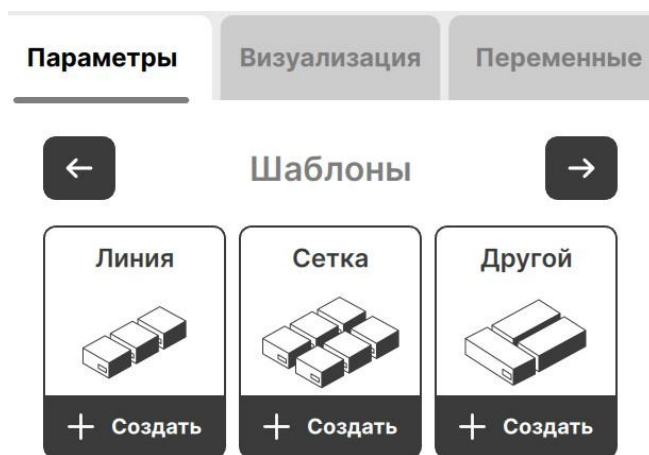 Параметры Визуализация Переменные
Шаблоны
Линия Сетка Другой
Создать Создать Создать